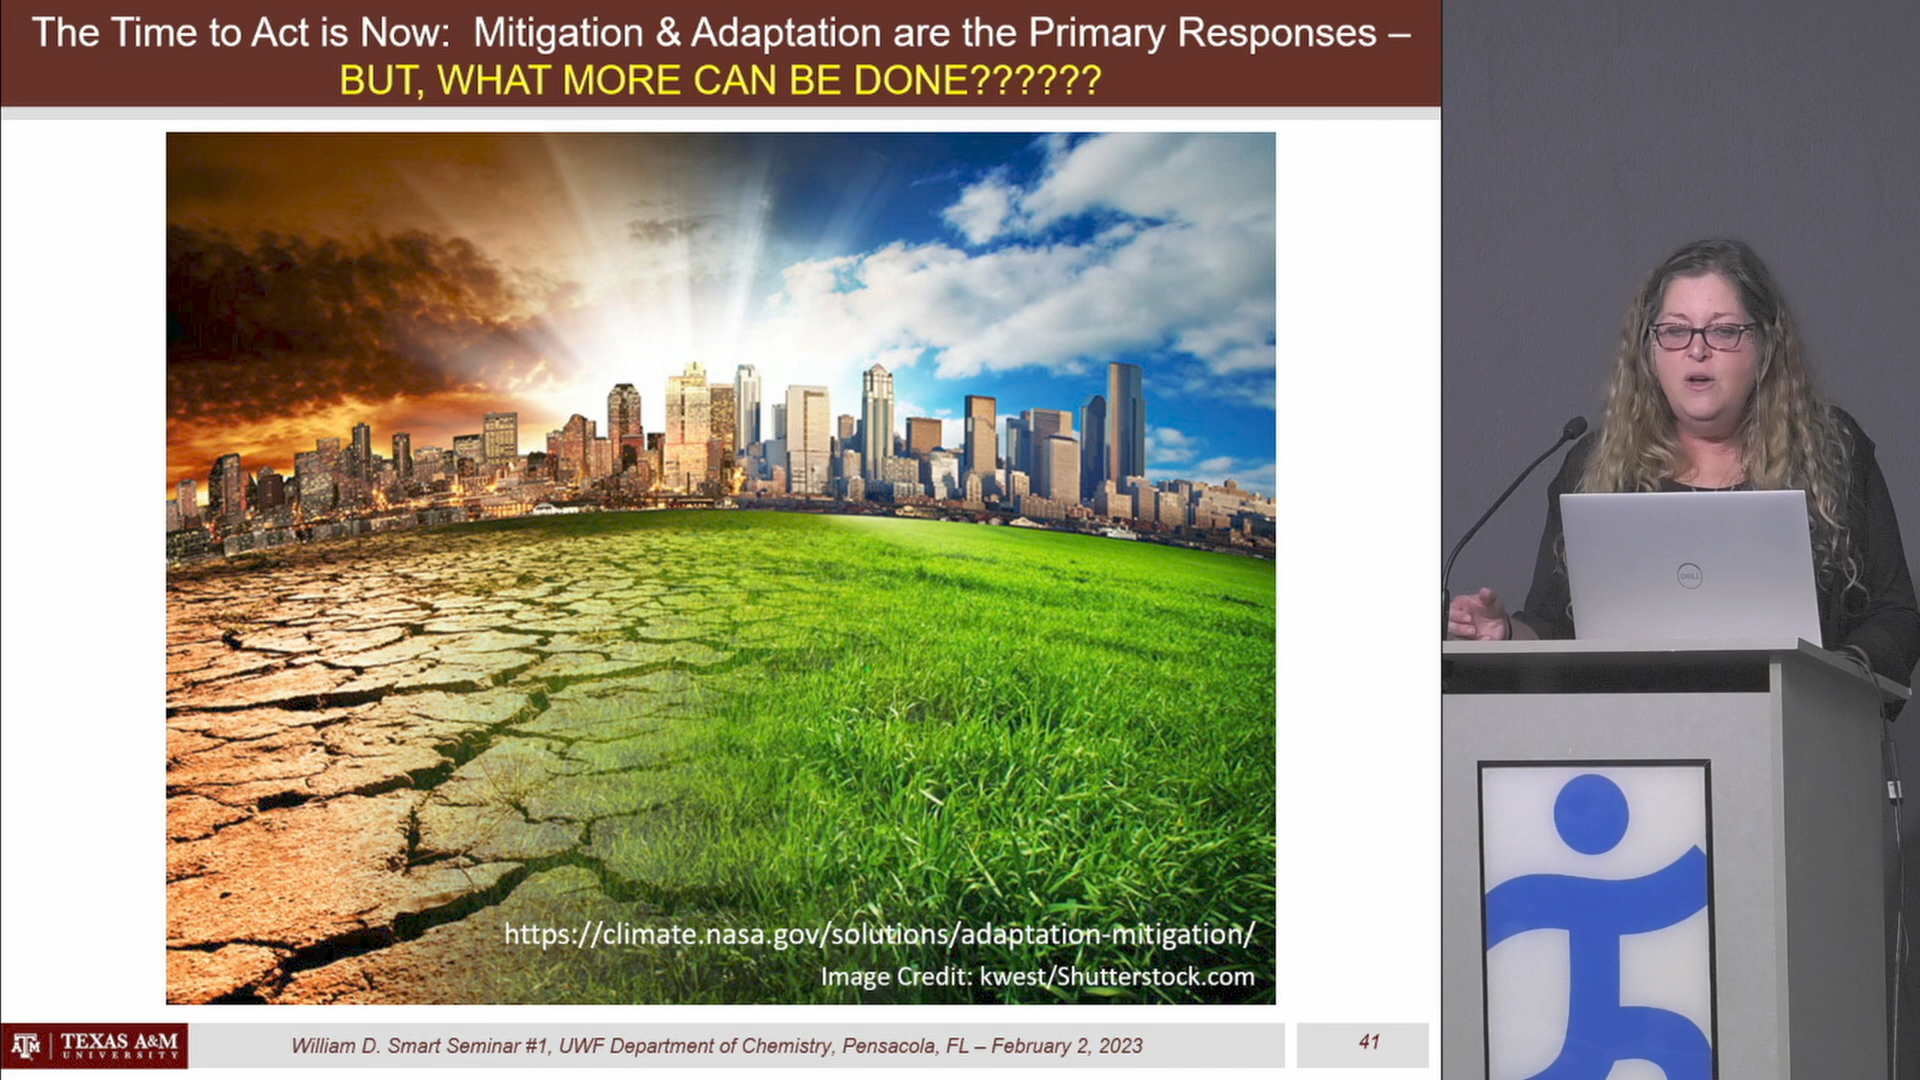 The Time to Act is Now: Mitigation & Adaptation are the Primary Responses –
BUT, WHAT MORE CAN BE DONE??????
https://climate.nasa.gov/solutions/adaptation-mitigation/
Image Credit: kwest/Shutterstock.com
ATM | TEXAS A&M
UNIVERSITY
William D. Smart Seminar #1, UWF Department of Chemistry, Pensacola, FL – February 2, 2023
41
DELL